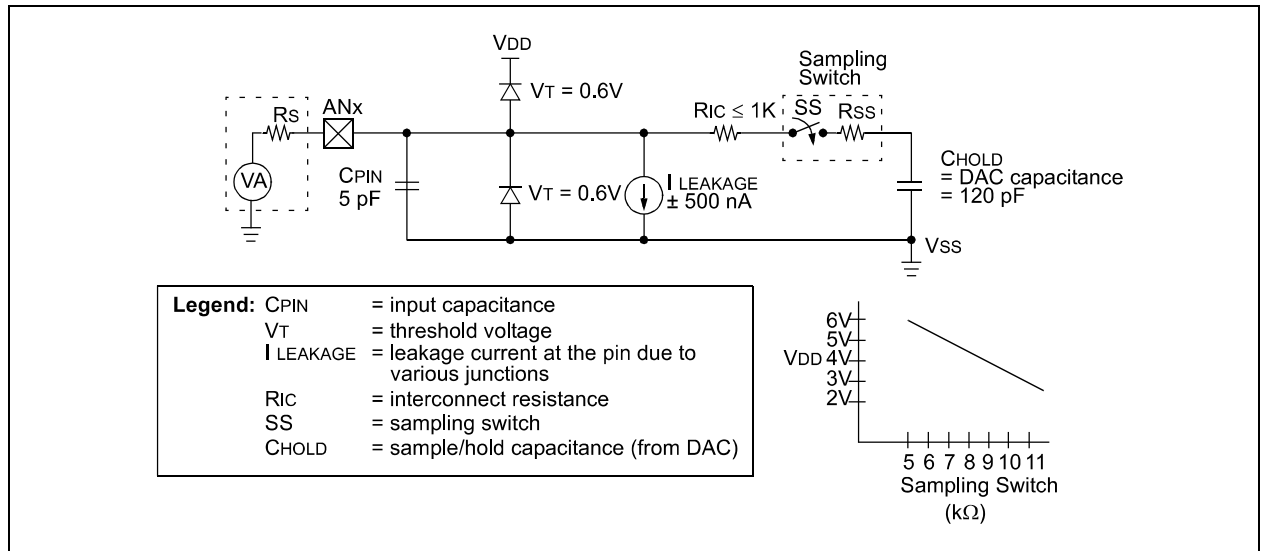 VDD
Sampling
Switch
VT = 0.6V
RS
ANx
RIC ≤ 1K
SS
RSS
CHOLD
= DAC capacitance
= 120 pF
VA
CPIN
5 pF
VT = 0.6V
I LEAKAGE
± 500 nA
VSS
Legend: CPIN = input capacitance
VT = threshold voltage
I LEAKAGE = leakage current at the pin due to
various junctions
RIC = interconnect resistance
SS = sampling switch
CHOLD = sample/hold capacitance (from DAC)
6V
5V
VDD 4V
3V
2V
5 6 7 8 9 10 11
Sampling Switch
(kΩ)